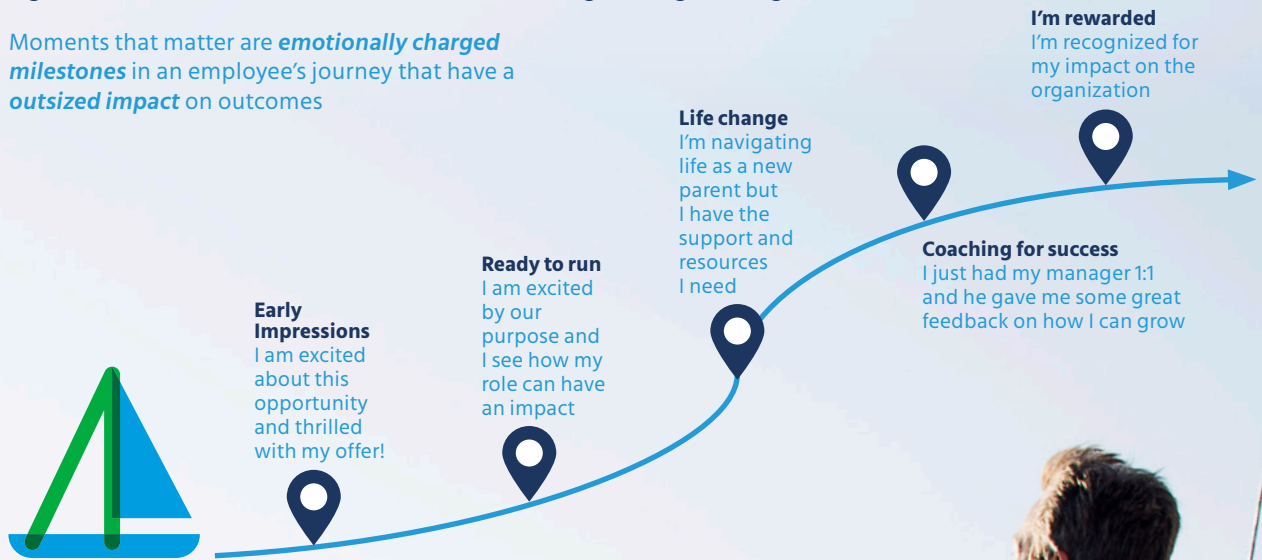 Moments that matter are emotionally charged
milestones in an employee's journey that have a
outsized impact on outcomes
Early
Impressions
I am excited
about this
opportunity
and thrilled
with my offer!
Ready to run
I am excited
by our
purpose and
I see how my
role can have
an impact
Life change
I'm navigating
life as a new
parent but
I have the
support and
resources
I need
Coaching for success
I just had my manager 1:1
and he gave me some great
feedback on how I can grow
I'm rewarded
I'm recognized for
my impact on the
organization